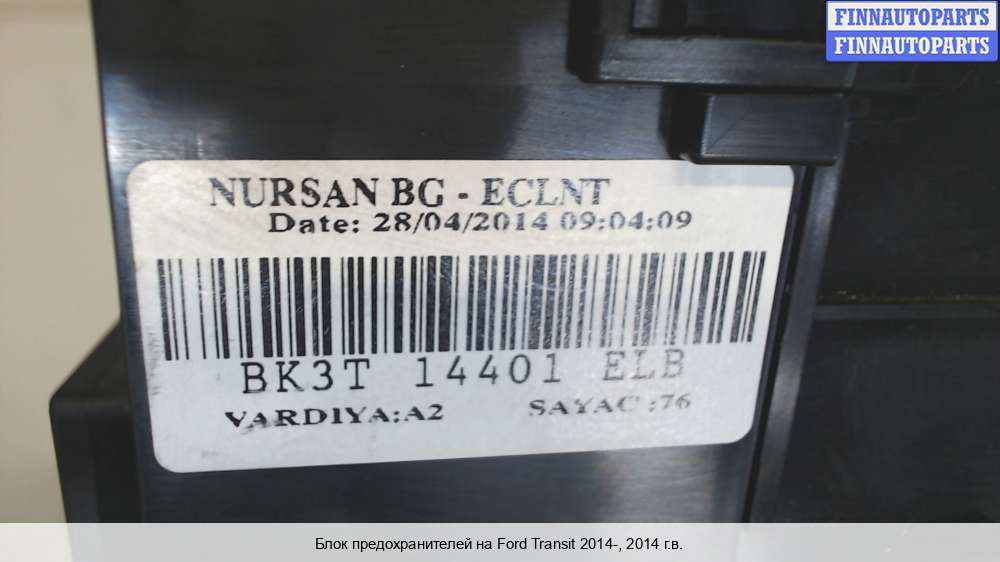 FINNAUTOPARTS
FINNAUTOPARTS
NURSAN BG - ECLNT
Date: 28/04/2014 09:04:09
BK3T 14401 ELB
VARDIYA:A2 SAYAC :76
Блок предохранителей на Ford Transit 2014-, 2014 г.в.